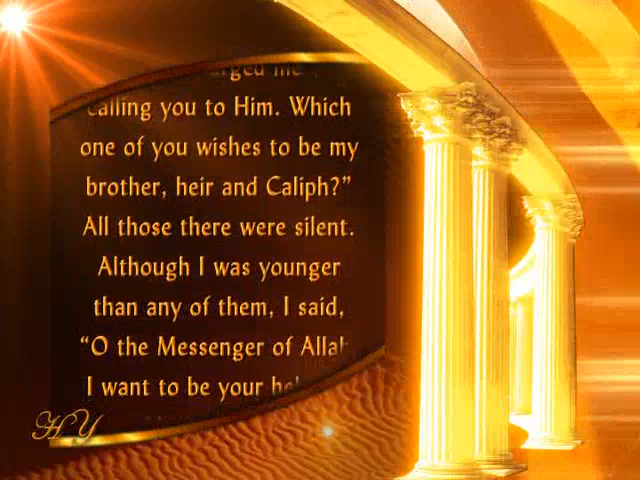 calling you to Him. Which
one of you wishes to be my
brother, heir and Caliph?”
All those there were silent.
Although I was younger
than any of them, I said,
“O the Messenger of Allah
I want to be your
H Y